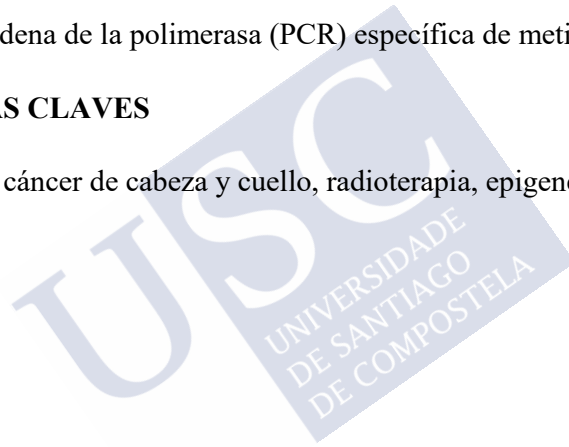 dena de la polimerasa (PCR) específica de meti
AS CLAVES
cáncer de cabeza y cuello, radioterapia, epigene
USC
UNIVERSIDADE
DE SANTIAGO
DE COMPOSTELA